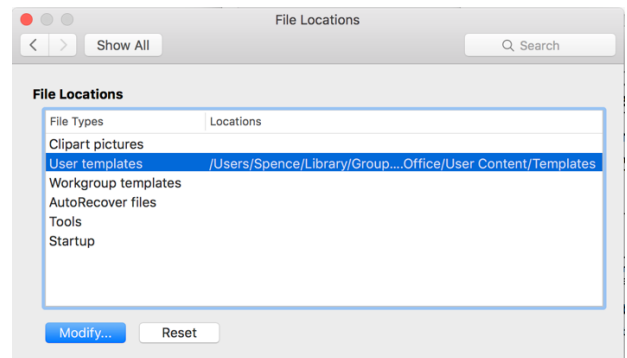 File Locations
Show All
Search
File Locations
File Types Locations
Clipart pictures
User templates /Users/Spence/Library/Group....Office/User Content/Templates
Workgroup templates
AutoRecover files
Tools
Startup
Modify... Reset